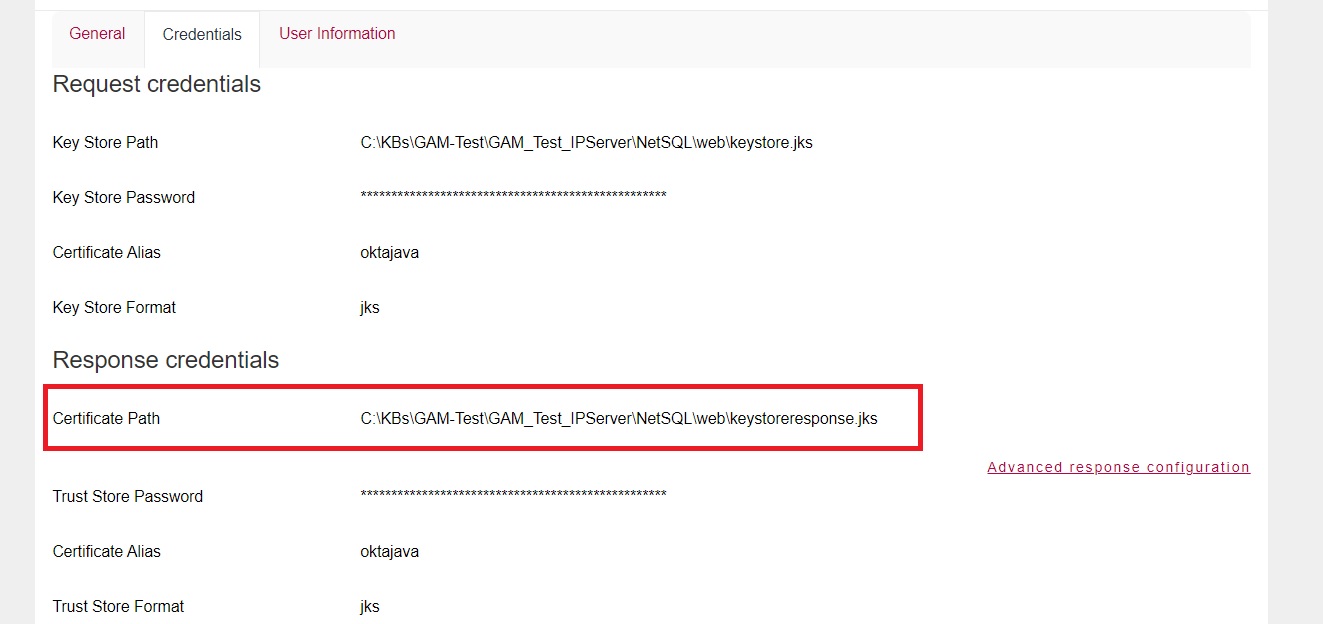 General Credentials User Information
Request credentials
Key Store Path C:\KBs\GAM-Test\GAM_Test_IPServer\NetSQL\web\keystore.jks
Key Store Password **************************************************
Certificate Alias oktajava
Key Store Format jks
Response credentials
Certificate Path C:\KBs\GAM-Test\GAM_Test_IPServer\NetSQL\web\keystoreresponse.jks
Advanced response configuration
Trust Store Password **************************************************
Certificate Alias oktajava
Trust Store Format jks